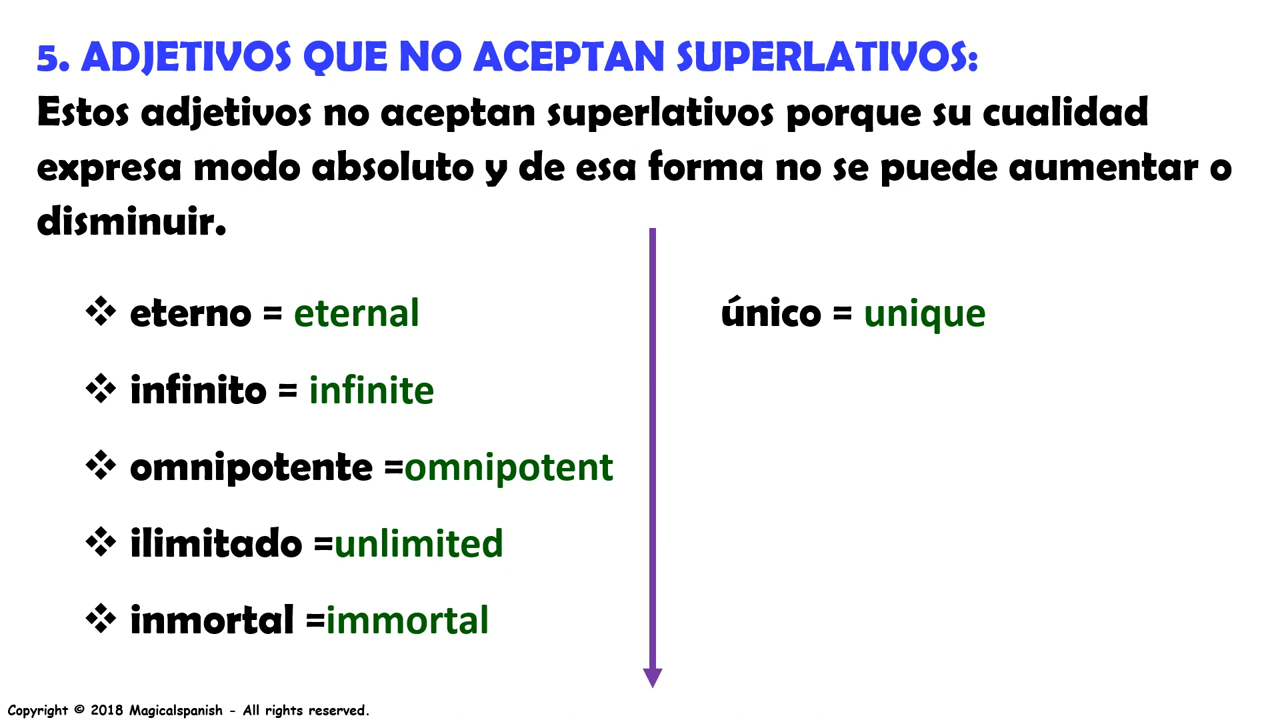 5. ADJETIVOS QUE NO ACEPTAN SUPERLATIVOS:
Estos adjetivos no aceptan superlativos porque su cualidad
expresa modo absoluto y de esa forma no se puede aumentar o
disminuir.
❖ eterno = eternal
❖ infinito = infinite
❖ omnipotente =omnipotent
❖ ilimitado =unlimited
❖ inmortal =immortal
único = unique
Copyright © 2018 Magicalspanish - All rights reserved.